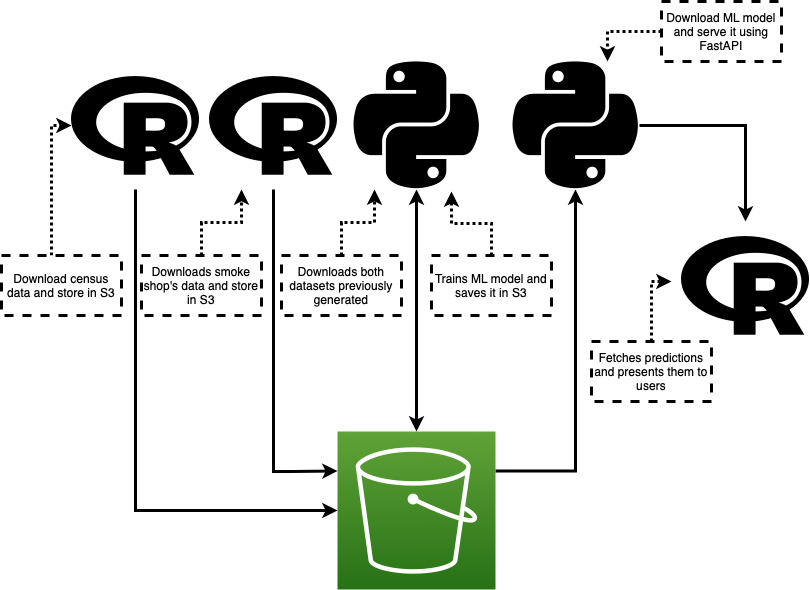 Download ML model
and serve it using
FastAPI
R
R
Download census
data and store in S3
Downloads smoke
shop's data and store
in S3
Downloads both
datasets previously
generated
Trains ML model and
saves it in S3
R
Fetches predictions
and presents them to
users